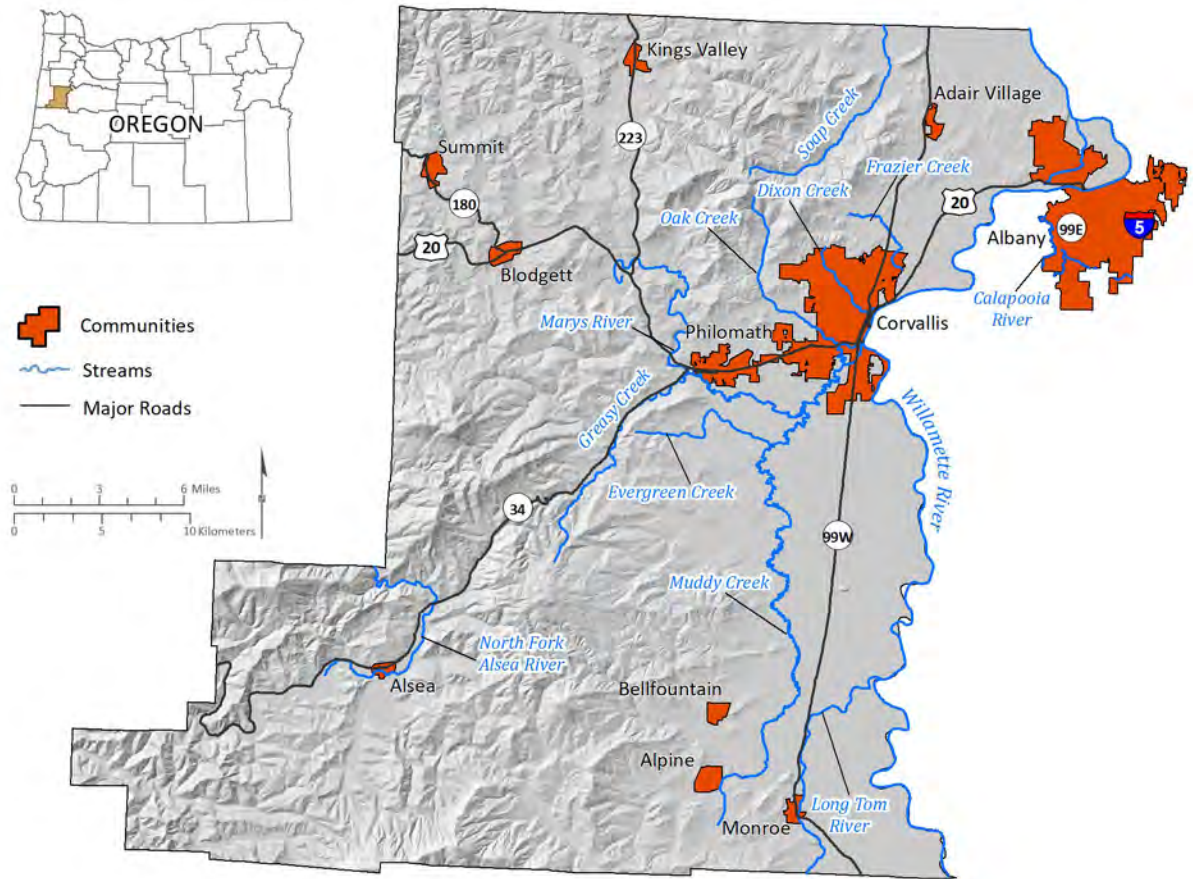 Kings Valley
Adair Village
OREGON
223
Soap Creek
Summit
Frazier Creek
Dixon Creek
180
20
Oak Creek
20
Albany
99E
5
Blodgett
Calapooia
River
Communities
Marys River
Philomath
Corvallis
Streams
Major Roads
Greasy Creek
Willamette River
0 3 6 Miles
N
0 5 10 Kilometers
Evergreen Creek
34
99W
Muddy Creek
North Fork
Alsea River
Alsea
Bellfountain
Alpine
Long Tom
River
Monroe